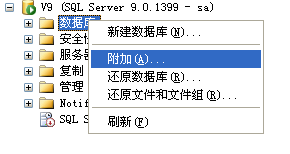 V9 (SQL Server 9.0.1399 - sa)
数据库
安全
服务器
复制
管理
Notif
SQL S
新建数据库(N)...
附加(A)...
还原数据库(R)...
还原文件和文件组(R)...
刷新(F)